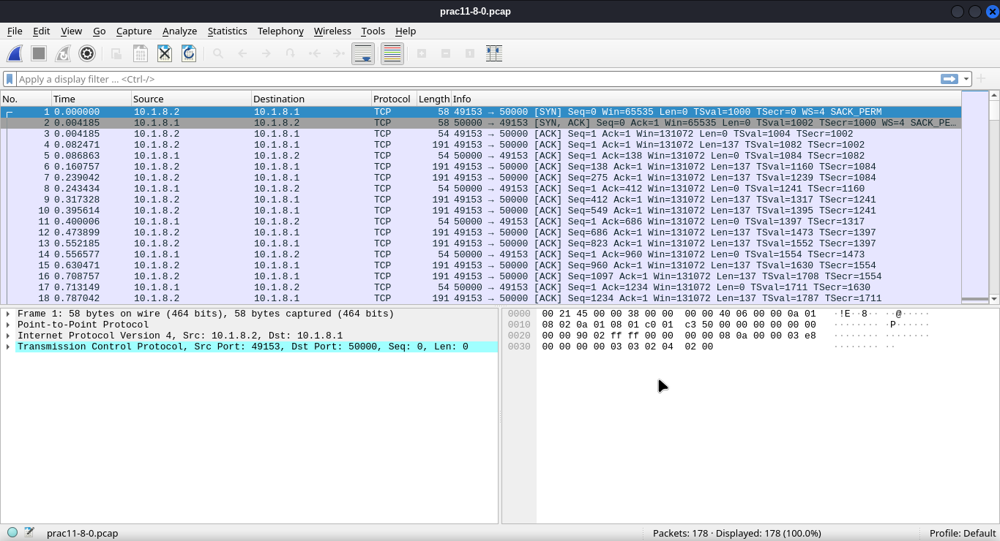 prac11-8-0.pcap
File Edit View Go Capture Analyze Statistics Telephony Wireless Tools Help
Apply a display filter ... <Ctrl-/>
No. Time Source Destination Protocol Length Info
1 0.000000 10.1.8.2 10.1.8.1 TCP 58 49153 → 50000 [SYN] Seq=0 Win=65535 Len=0 TSval=1000 TSecr=0 WS=4 SACK_PERM
2 0.004185 10.1.8.1 10.1.8.2 TCP 58 50000 → 49153 [SYN, ACK] Seq=0 Ack=1 Win=65535 Len=0 TSval=1002 TSecr=1000 WS=4 SACK_PE…
3 0.004185 10.1.8.2 10.1.8.1 TCP 54 49153 → 50000 [ACK] Seq=1 Ack=1 Win=131072 Len=0 TSval=1004 TSecr=1002
4 0.082471 10.1.8.2 10.1.8.1 TCP 191 49153 → 50000 [ACK] Seq=1 Ack=1 Win=131072 Len=137 TSval=1082 TSecr=1002
5 0.086863 10.1.8.1 10.1.8.2 TCP 54 50000 → 49153 [ACK] Seq=1 Ack=138 Win=131072 Len=0 TSval=1084 TSecr=1082
6 0.160757 10.1.8.2 10.1.8.1 TCP 191 49153 → 50000 [ACK] Seq=138 Ack=1 Win=131072 Len=137 TSval=1160 TSecr=1084
7 0.239042 10.1.8.2 10.1.8.1 TCP 191 49153 → 50000 [ACK] Seq=275 Ack=1 Win=131072 Len=137 TSval=1239 TSecr=1084
8 0.243434 10.1.8.1 10.1.8.2 TCP 54 50000 → 49153 [ACK] Seq=1 Ack=412 Win=131072 Len=0 TSval=1241 TSecr=1160
9 0.317328 10.1.8.2 10.1.8.1 TCP 191 49153 → 50000 [ACK] Seq=412 Ack=1 Win=131072 Len=137 TSval=1317 TSecr=1241
10 0.395614 10.1.8.2 10.1.8.1 TCP 191 49153 → 50000 [ACK] Seq=549 Ack=1 Win=131072 Len=137 TSval=1395 TSecr=1241
11 0.400006 10.1.8.1 10.1.8.2 TCP 54 50000 → 49153 [ACK] Seq=1 Ack=686 Win=131072 Len=0 TSval=1397 TSecr=1317
12 0.473899 10.1.8.2 10.1.8.1 TCP 191 49153 → 50000 [ACK] Seq=686 Ack=1 Win=131072 Len=137 TSval=1473 TSecr=1397
13 0.552185 10.1.8.2 10.1.8.1 TCP 191 49153 → 50000 [ACK] Seq=823 Ack=1 Win=131072 Len=137 TSval=1552 TSecr=1397
14 0.556577 10.1.8.1 10.1.8.2 TCP 54 50000 → 49153 [ACK] Seq=1 Ack=960 Win=131072 Len=0 TSval=1554 TSecr=1473
15 0.630471 10.1.8.2 10.1.8.1 TCP 191 49153 → 50000 [ACK] Seq=960 Ack=1 Win=131072 Len=137 TSval=1630 TSecr=1554
16 0.708757 10.1.8.2 10.1.8.1 TCP 191 49153 → 50000 [ACK] Seq=1097 Ack=1 Win=131072 Len=137 TSval=1708 TSecr=1554
17 0.713149 10.1.8.1 10.1.8.2 TCP 54 50000 → 49153 [ACK] Seq=1 Ack=1234 Win=131072 Len=0 TSval=1711 TSecr=1630
18 0.787042 10.1.8.2 10.1.8.1 TCP 191 49153 → 50000 [ACK] Seq=1234 Ack=1 Win=131072 Len=137 TSval=1787 TSecr=1711
Frame 1: 58 bytes on wire (464 bits), 58 bytes captured (464 bits)
Point-to-Point Protocol
Internet Protocol Version 4, Src: 10.1.8.2, Dst: 10.1.8.1
Transmission Control Protocol, Src Port: 49153, Dst Port: 50000, Seq: 0, Len: 0
0000 00 21 45 00 00 38 00 00 00 00 40 06 00 00 0a 01 ·!E··8·· ··@·····
0010 08 02 0a 01 08 01 c0 01 c3 50 00 00 00 00 00 00 ········ ·P······
0020 00 00 90 02 ff ff 00 00 00 00 08 0a 00 00 03 e8 ········ ········
0030 00 00 00 00 03 03 02 04 02 00 ········ ··
prac11-8-0.pcap
Packets: 178 · Displayed: 178 (100.0%)
Profile: Default